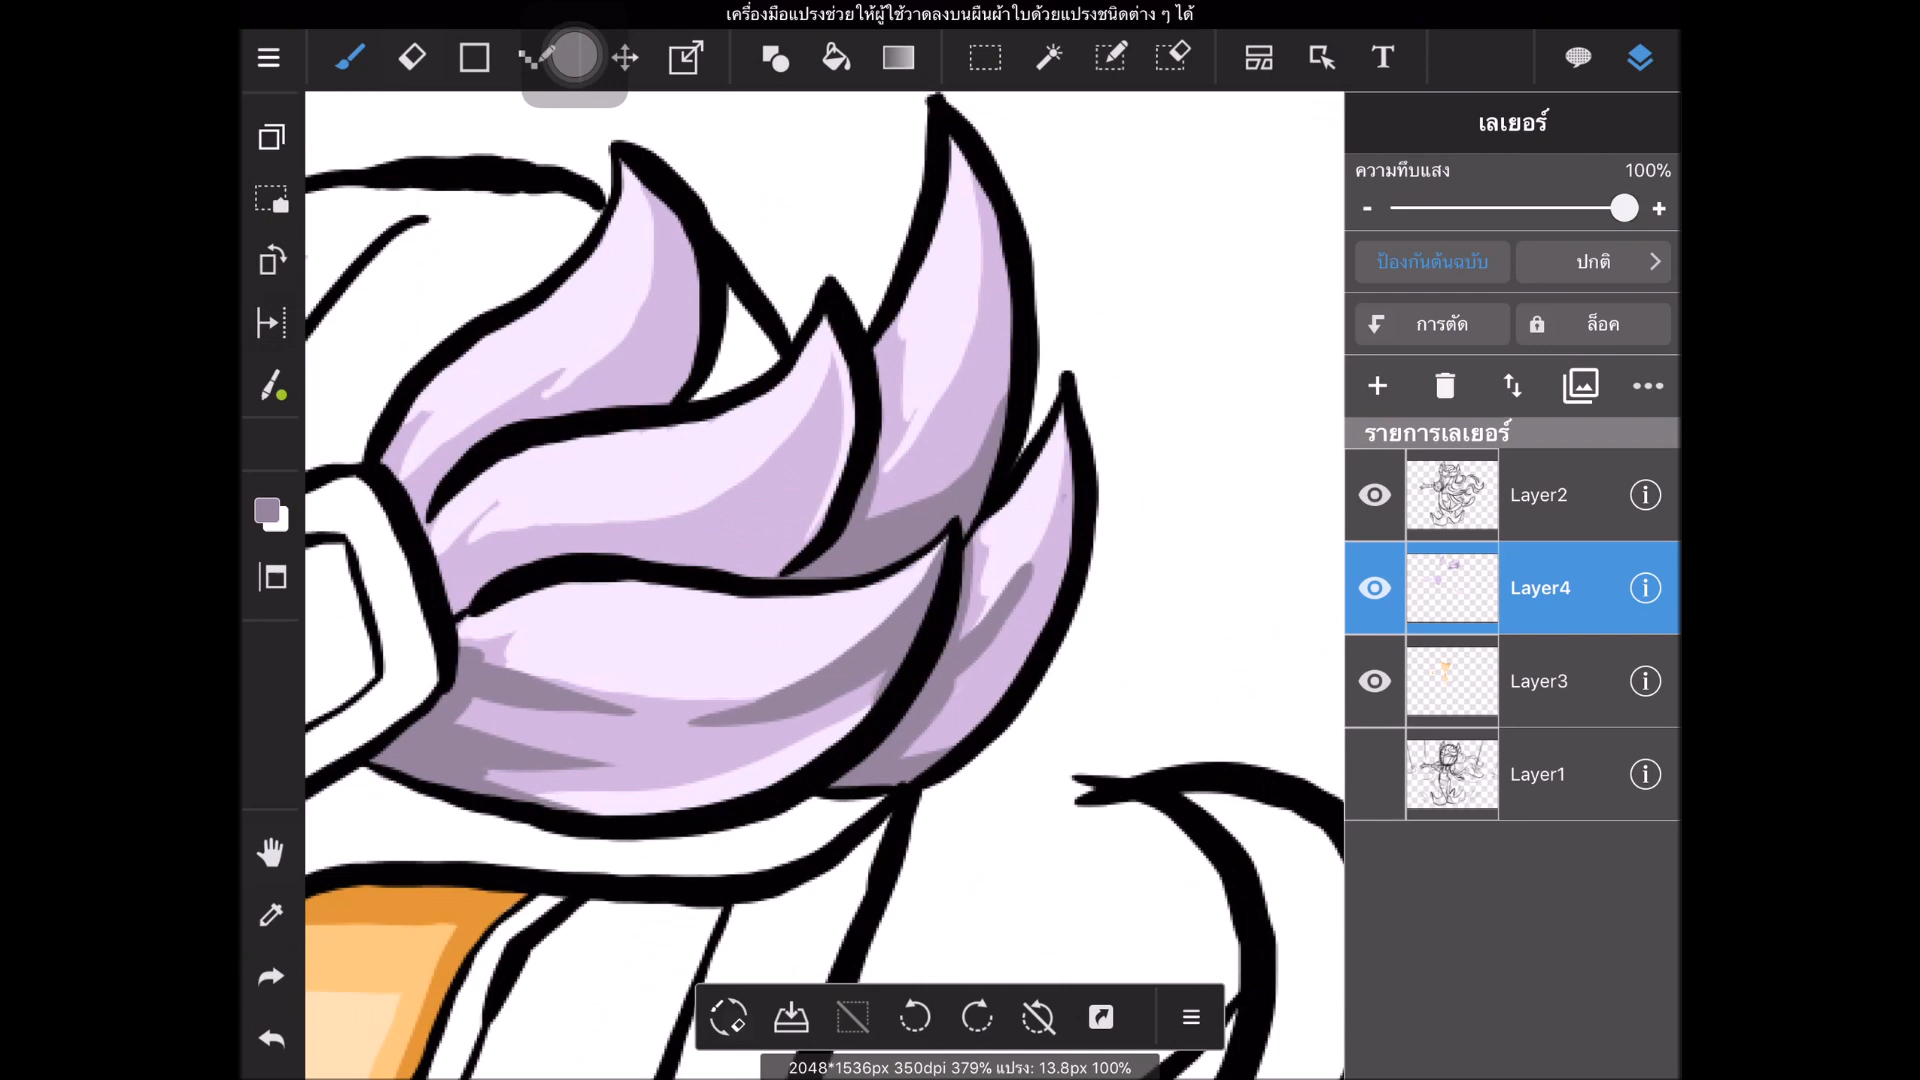 เครื่องมือแปรงช่วยให้ผู้ใช้วาดลงบนผืนผ้าใบด้วยแปรงชนิดต่าง ๆ ได้
T
เลเยอร์
ความทึบแสง 100%
- +
ป้องกันต้นฉบับ ปกติ
การตัด ล็อค
รายการเลเยอร์
Layer2
Layer4
Layer3
Layer1
2048*1536px 350dpi 379% แปรง: 13.8px 100%